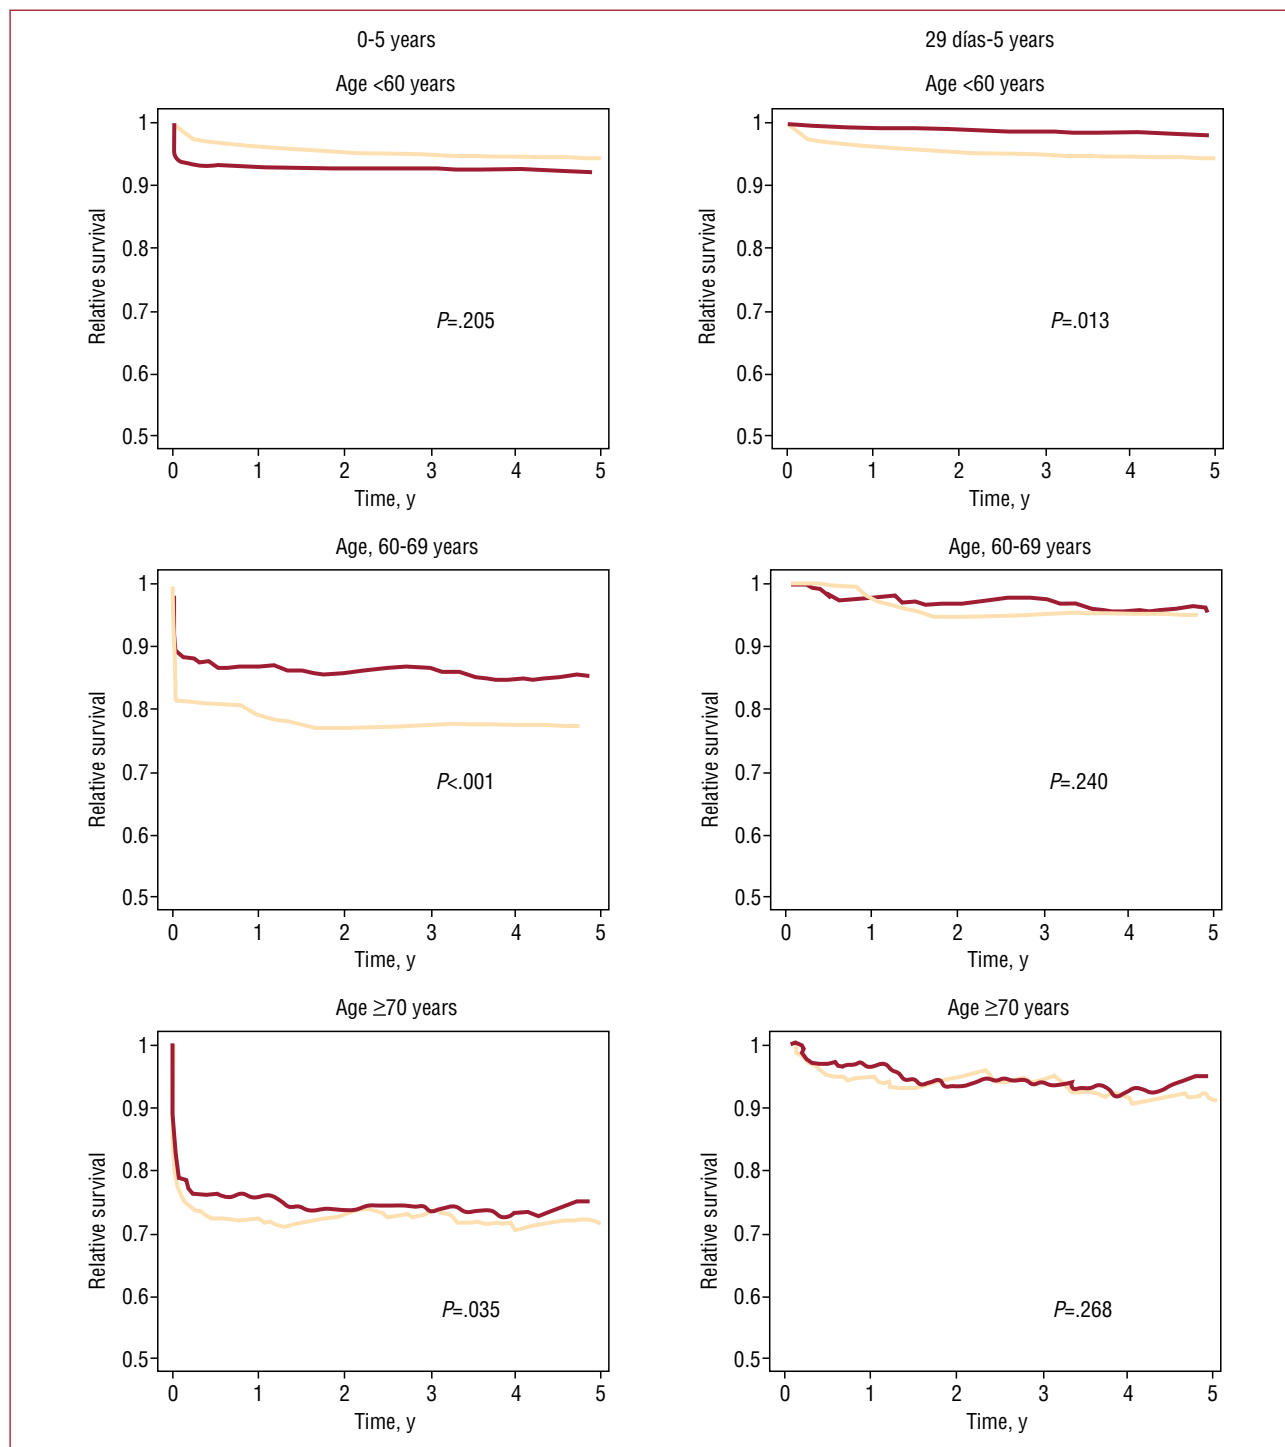 0-5 years
Age <60 years
Relative survival
1
0.9
0.8
0.7
0.6
0.5
P=.205
0 1 2 3 4 5
Time, y
29 días-5 years
Age <60 years
Relative survival
1
0.9
0.8
0.7
0.6
0.5
P=.013
0 1 2 3 4 5
Time, y
Age, 60-69 years
Relative survival
1
0.9
0.8
0.7
0.6
0.5
P<.001
0 1 2 3 4 5
Time, y
Age, 60-69 years
Relative survival
1
0.9
0.8
0.7
0.6
0.5
P=.240
0 1 2 3 4 5
Time, y
Age ≥70 years
Relative survival
1
0.9
0.8
0.7
0.6
0.5
P=.035
0 1 2 3 4 5
Time, y
Age ≥70 years
Relative survival
1
0.9
0.8
0.7
0.6
0.5
P=.268
0 1 2 3 4 5
Time, y